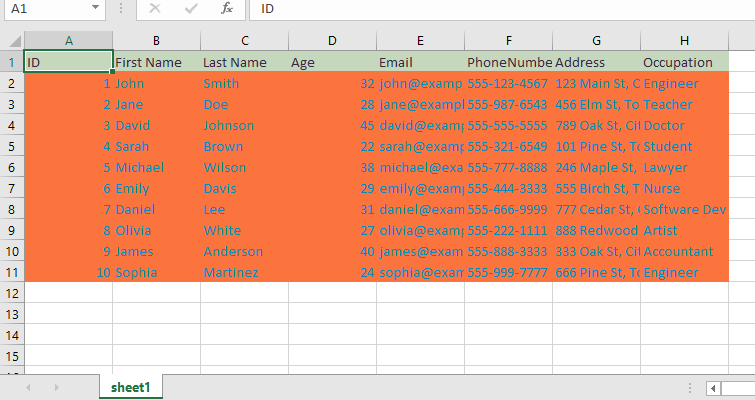 A1 fx ID
A B C D E F G H
1 ID First Name Last Name Age Email PhoneNumbe Address Occupation
2 1 John Smith 32 john@examp 555-123-4567 123 Main St, C Engineer
3 2 Jane Doe 28 jane@exampl 555-987-6543 456 Elm St, To Teacher
4 3 David Johnson 45 david@examp 555-555-5555 789 Oak St, Cit Doctor
5 4 Sarah Brown 22 sarah@examp 555-321-6549 101 Pine St, To Student
6 5 Michael Wilson 38 michael@exa 555-777-8888 246 Maple St, Lawyer
7 6 Emily Davis 29 emily@examp 555-444-3333 555 Birch St, T Nurse
8 7 Daniel Lee 31 daniel@exam 555-666-9999 777 Cedar St, Software Dev
9 8 Olivia White 27 olivia@examp 555-222-1111 888 Redwood Artist
10 9 James Anderson 40 james@examp 555-888-3333 333 Oak St, Cit Accountant
11 10 Sophia Martinez 24 sophia@exam 555-999-7777 666 Pine St, To Engineer
12
13
14
15
sheet1